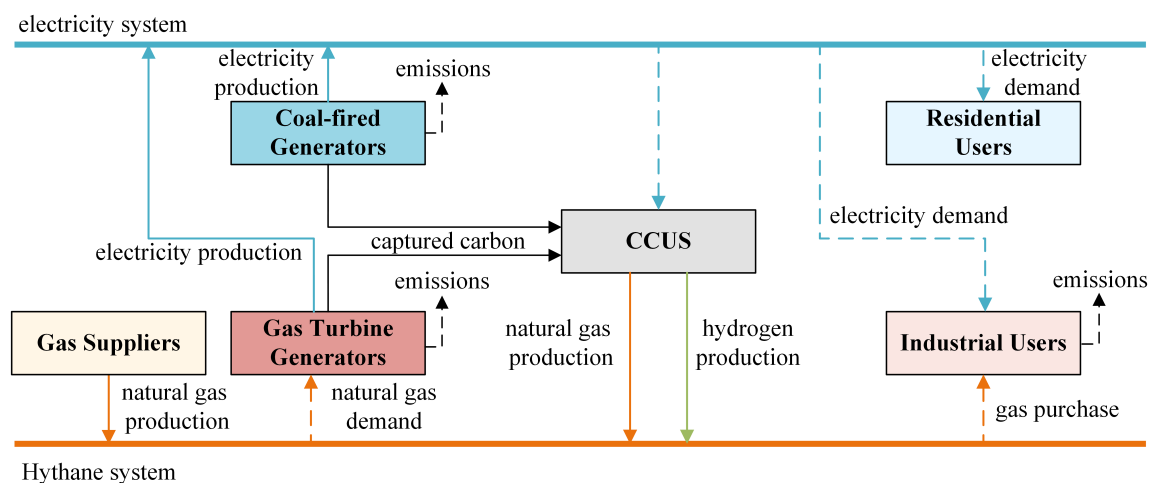 electricity system
electricity
production
emissions
electricity
demand
Coal-fired
Generators
Residential
Users
electricity demand
CCUS
captured carbon
electricity production
emissions
emissions
Gas Suppliers
Gas Turbine
Generators
natural gas
production
hydrogen
production
Industrial Users
natural gas
production
natural gas
demand
gas purchase
Hythane system